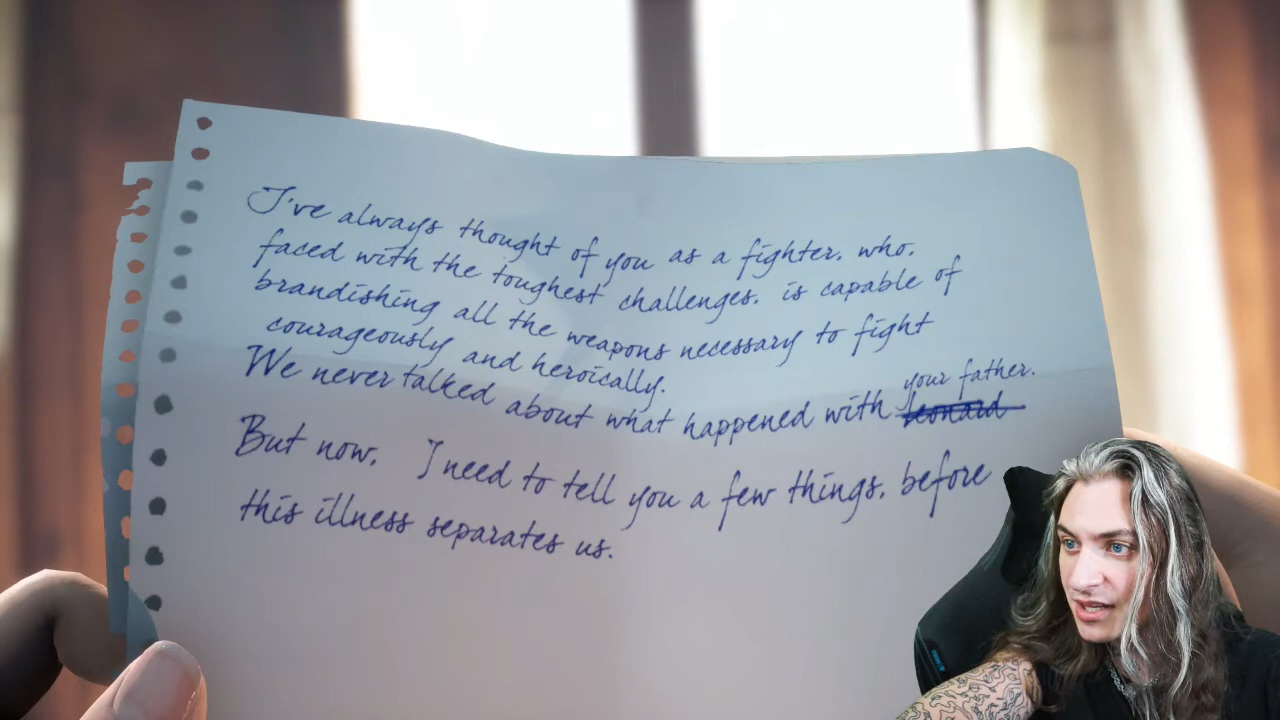 I've always thought of you as a fighter, who,
faced with the toughest challenges, is capable of
brandishing all the weapons necessary to fight
courageously and heroically.
We never talked about what happened with leonard your father.
But now, I need to tell you a few things, before
this illness separates us.